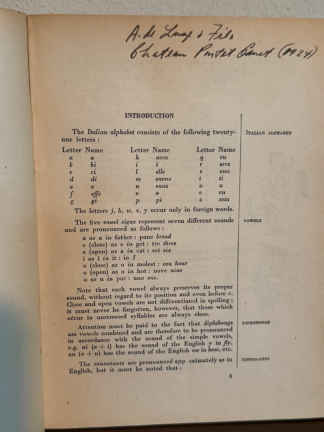 A. de Luze & Fils
Chateau Pontet Canet
INTRODUCTION
The Italian alphabet consists of the following twenty-
one letters :
ITALIAN ALPHABET
Letter Name Letter Name Letter Name
a a h acca q cu
b bi i i r erre
c ci l elle s esse
d di m emme t ti
e e n enne u u
f effe o o v vu
g gi p pi z zeta
The letters j, k, w, x, y occur only in foreign words.
The five vowel signs represent seven different sounds
and are pronounced as follows :
VOWELS
a as a in father : pane bread
e (close) as e in get : tre three
e (open) as a in cat : sei six
i as i in it : in
o (close) as o in molest : ora hour
o (open) as o in hot : nove nine
u as u in put : uno one.
Note that each vowel always preserves its proper
sound, without regard to its position and even before r.
Close and open vowels are not differentiated in spelling ;
it must never be forgotten, however, that those which
occur in unstressed syllables are always close.
Attention must be paid to the fact that diphthongs
are vowels combined and are therefore to be pronounced
in accordance with the sound of the simple vowels,
DIPHTHONGS
has the sound of the English
has the sound of the English
The consonants are pronounced approximately as in
English, but it must be noted that :
CONSONANTS